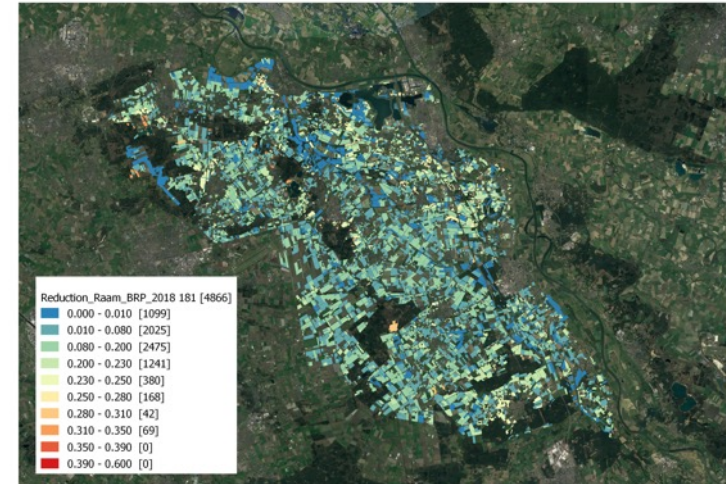 Reduction_Raam_BRP_2018 181 [4866]
0.000 - 0.010 [1099]
0.010 - 0.080 [2025]
0.080 - 0.200 [2475]
0.200 - 0.230 [1241]
0.230 - 0.250 [380]
0.250 - 0.280 [168]
0.280 - 0.310 [42]
0.310 - 0.350 [69]
0.350 - 0.390 [0]
0.390 - 0.600 [0]